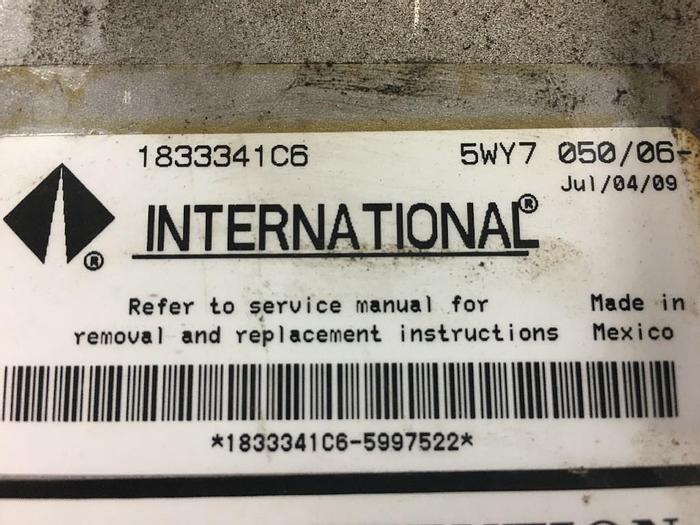 1833341C6 5WY7 050/06-
Jul/04/09
INTERNATIONAL®
®
Refer to service manual for Made in
removal and replacement instructions Mexico
*1833341C6-5997522*